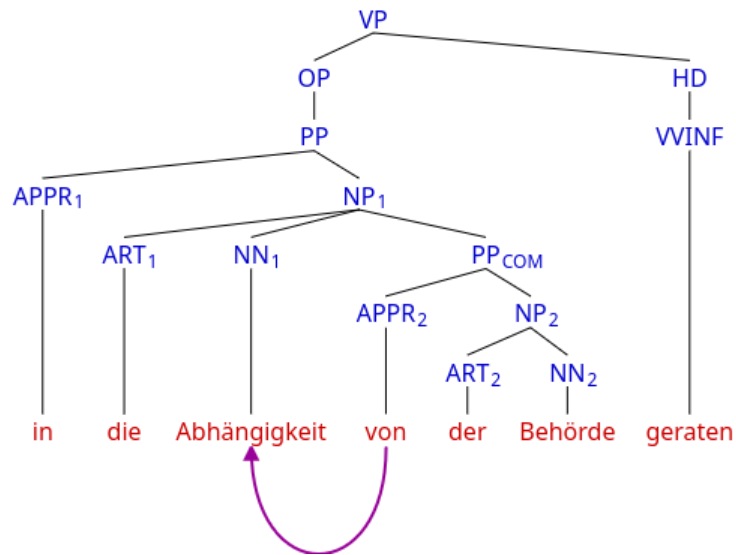 VP
OP HD
PP VVINF
APPR₁ NP₁
ART₁ NN₁ PP_COM
APPR₂ NP₂
ART₂ NN₂
in die Abhängigkeit von der Behörde geraten